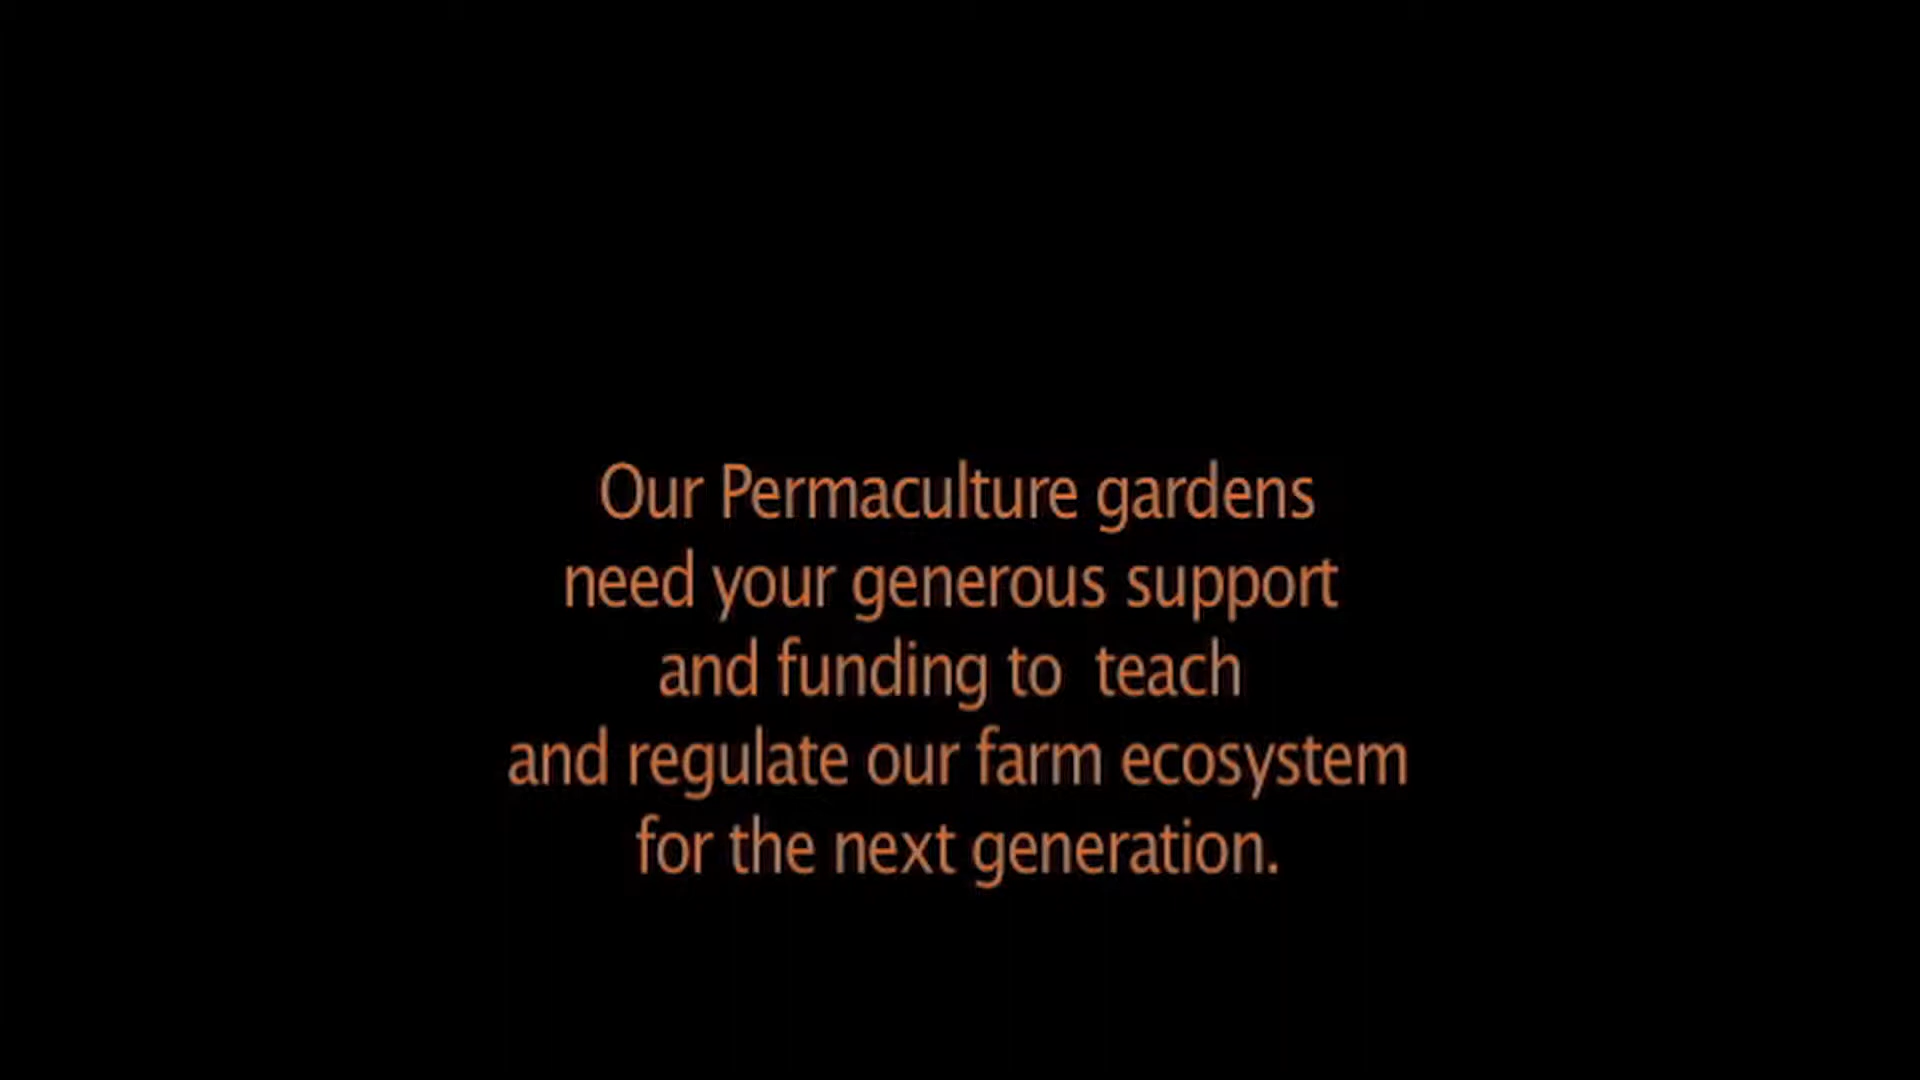 Our Permaculture gardens
need your generous support
and funding to  teach
and regulate our farm ecosystem
for the next generation.